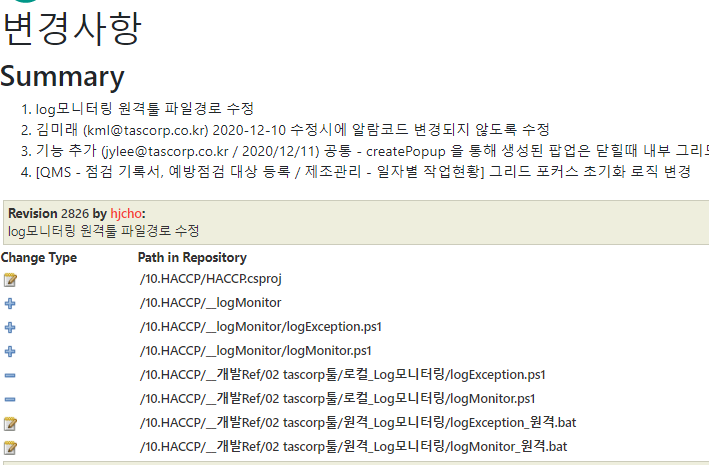 변경사항
Summary
1. log모니터링 원격툴 파일경로 수정
2. 김미래 (kml@tascorp.co.kr) 2020-12-10 수정시에 알람코드 변경되지 않도록 수정
3. 기능 추가 (jylee@tascorp.co.kr / 2020/12/11) 공통 - createPopup 을 통해 생성된 팝업은 닫힐때 내부 그리드
4. [QMS - 점검 기록서, 예방점검 대상 등록 / 제조관리 - 일자별 작업현황] 그리드 포커스 초기화 로직 변경
Revision 2826 by hjcho:
log모니터링 원격툴 파일경로 수정
Change Type Path in Repository
/10.HACCP/HACCP.csproj
/10.HACCP/__logMonitor
/10.HACCP/__logMonitor/logException.ps1
/10.HACCP/__logMonitor/logMonitor.ps1
/10.HACCP/__개발Ref/02 tascorp툴/로컬_Log모니터링/logException.ps1
/10.HACCP/__개발Ref/02 tascorp툴/로컬_Log모니터링/logMonitor.ps1
/10.HACCP/__개발Ref/02 tascorp툴/원격_Log모니터링/logException_원격.bat
/10.HACCP/__개발Ref/02 tascorp툴/원격_Log모니터링/logMonitor_원격.bat